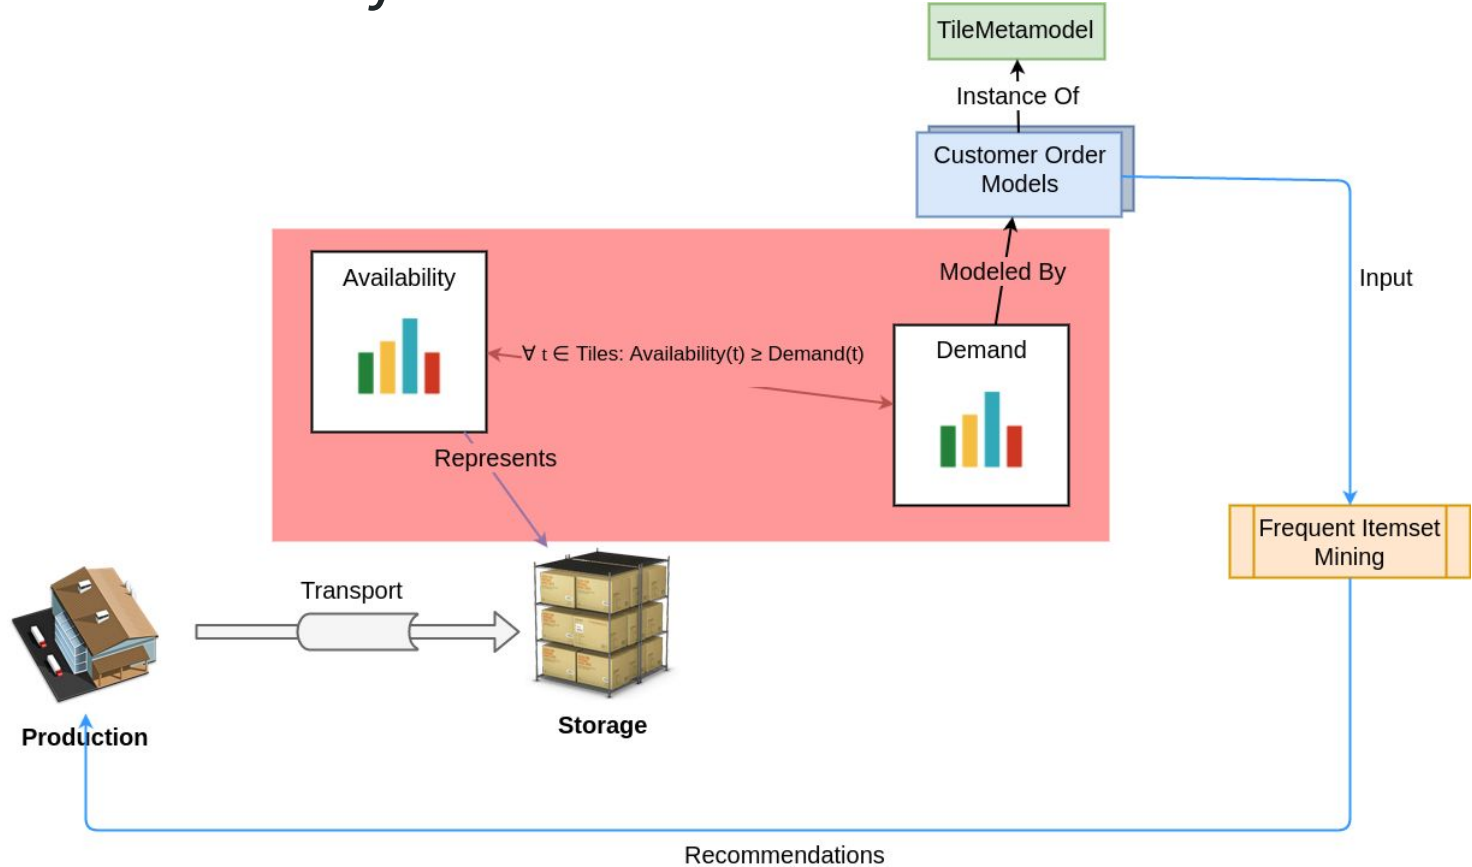 TileMetamodel
Instance Of
Customer Order
Models
Availability
Modeled By
Input
∀ t ∈ Tiles: Availability(t) ≥ Demand(t)
Demand
Represents
Frequent Itemset
Mining
Transport
Storage
Production
Recommendations